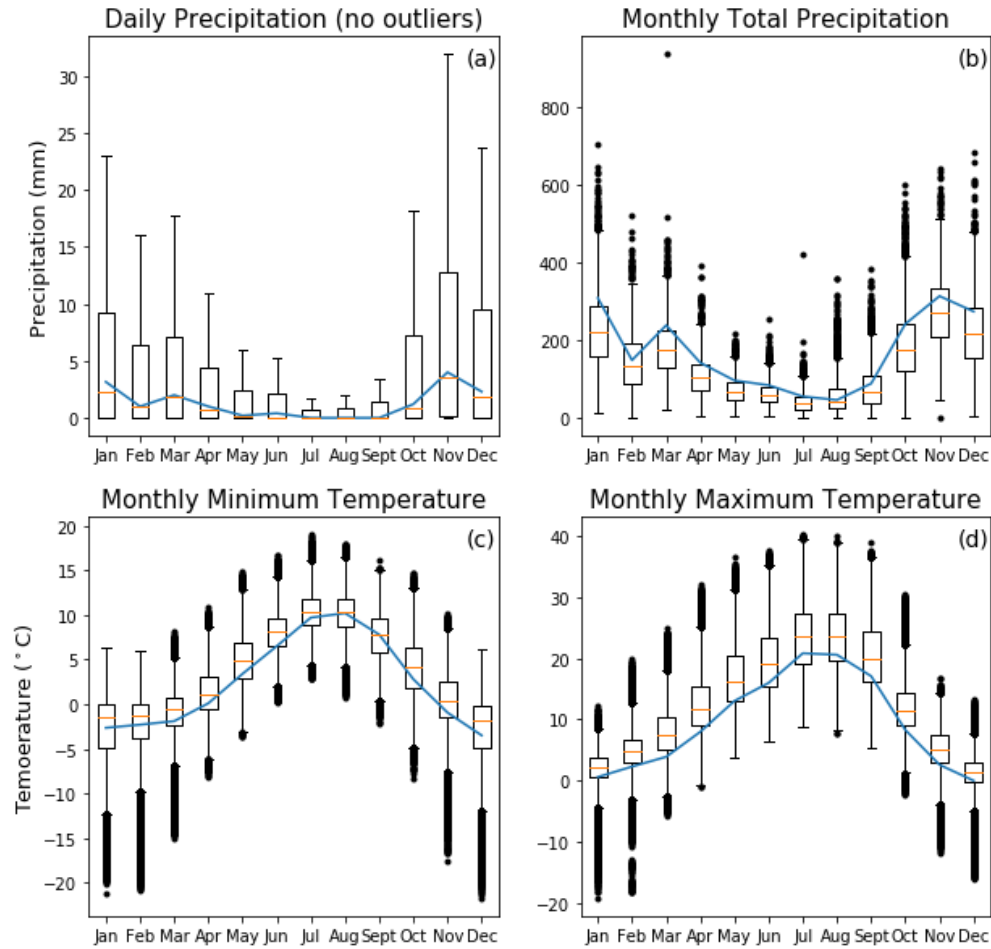 Daily Precipitation (no outliers)
Monthly Total Precipitation
(a)
(b)
Precipitation (mm)
30
25
20
15
10
5
0
800
600
400
200
0
Jan Feb Mar Apr May Jun Jul Aug Sept Oct Nov Dec
Jan Feb Mar Apr May Jun Jul Aug Sept Oct Nov Dec
Monthly Minimum Temperature
Monthly Maximum Temperature
(c)
(d)
Temoerature (°C)
20
15
10
5
0
−5
−10
−15
−20
40
30
20
10
0
−10
−20
Jan Feb Mar Apr May Jun Jul Aug Sept Oct Nov Dec
Jan Feb Mar Apr May Jun Jul Aug Sept Oct Nov Dec